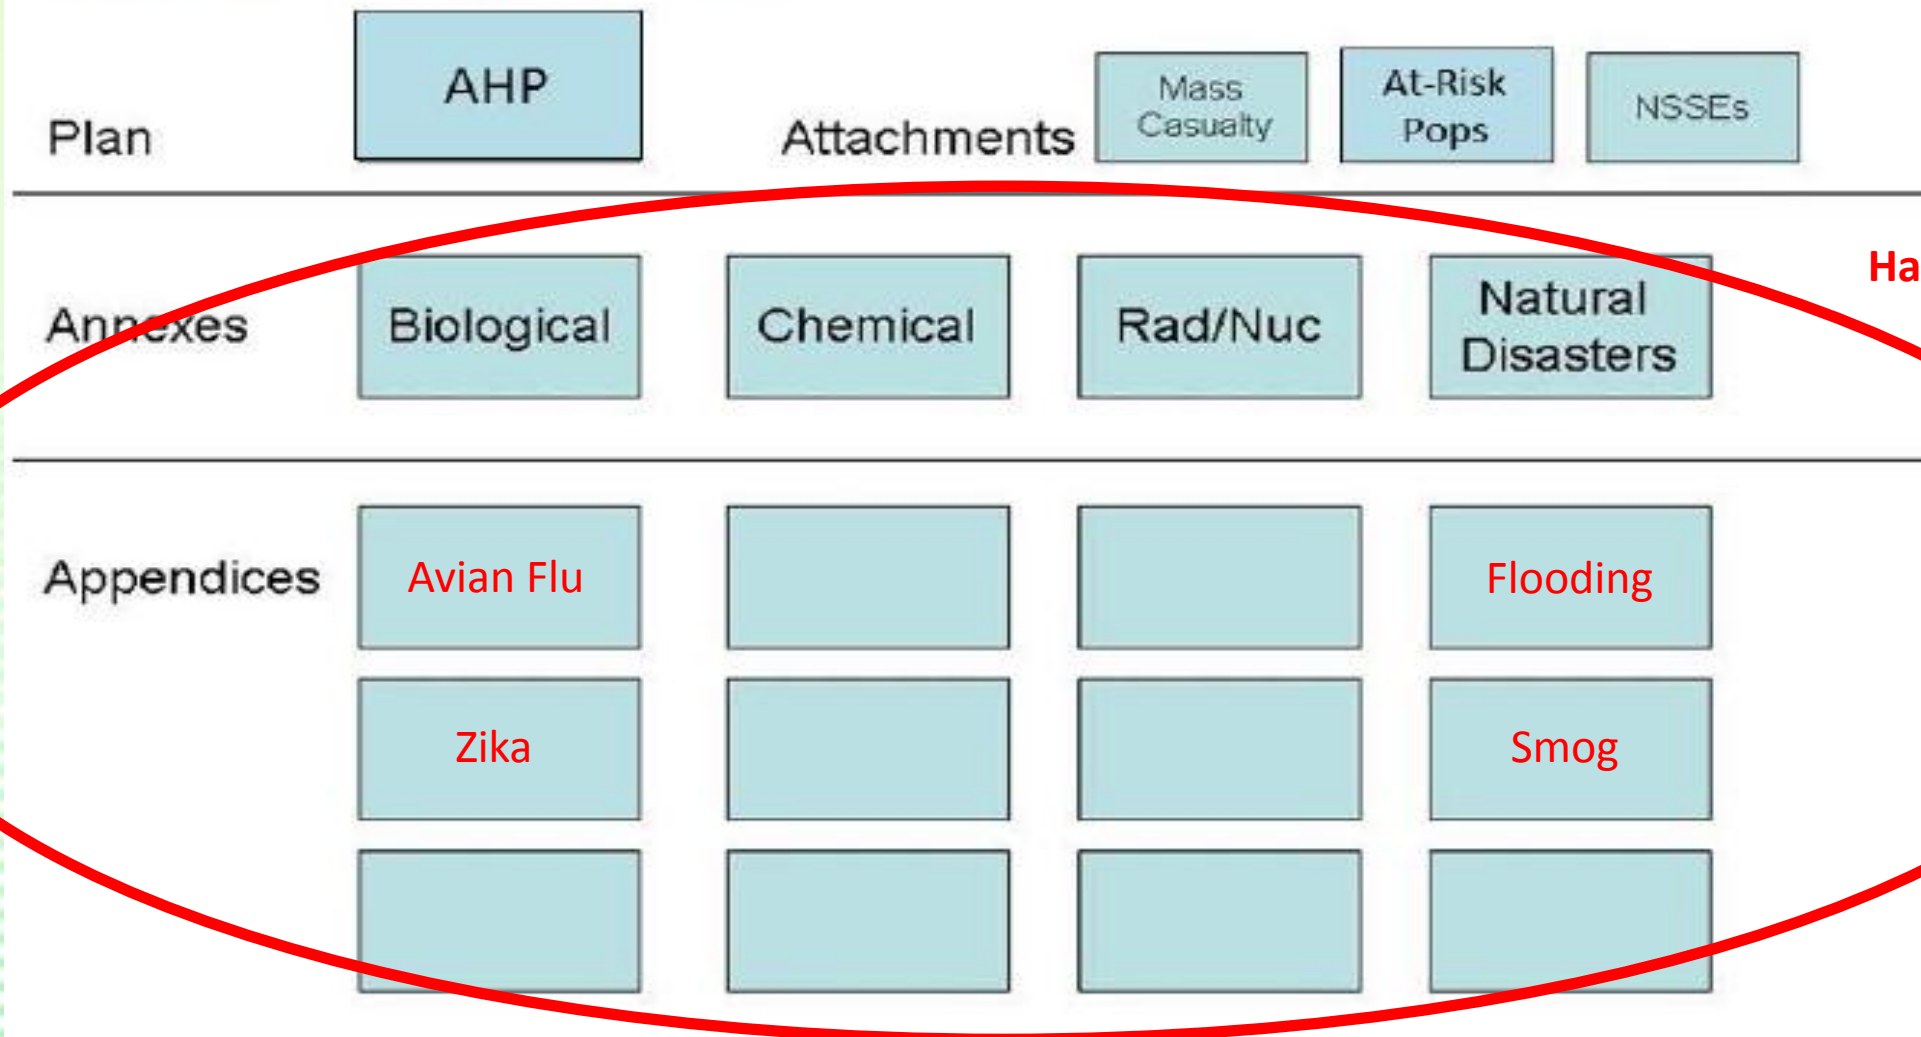 Plan
AHP
Attachments
Mass
Casualty
At-Risk
Pops
NSSEs
Annexes
Biological
Chemical
Rad/Nuc
Natural
Disasters
Ha
Appendices
Avian Flu
Flooding
Zika
Smog